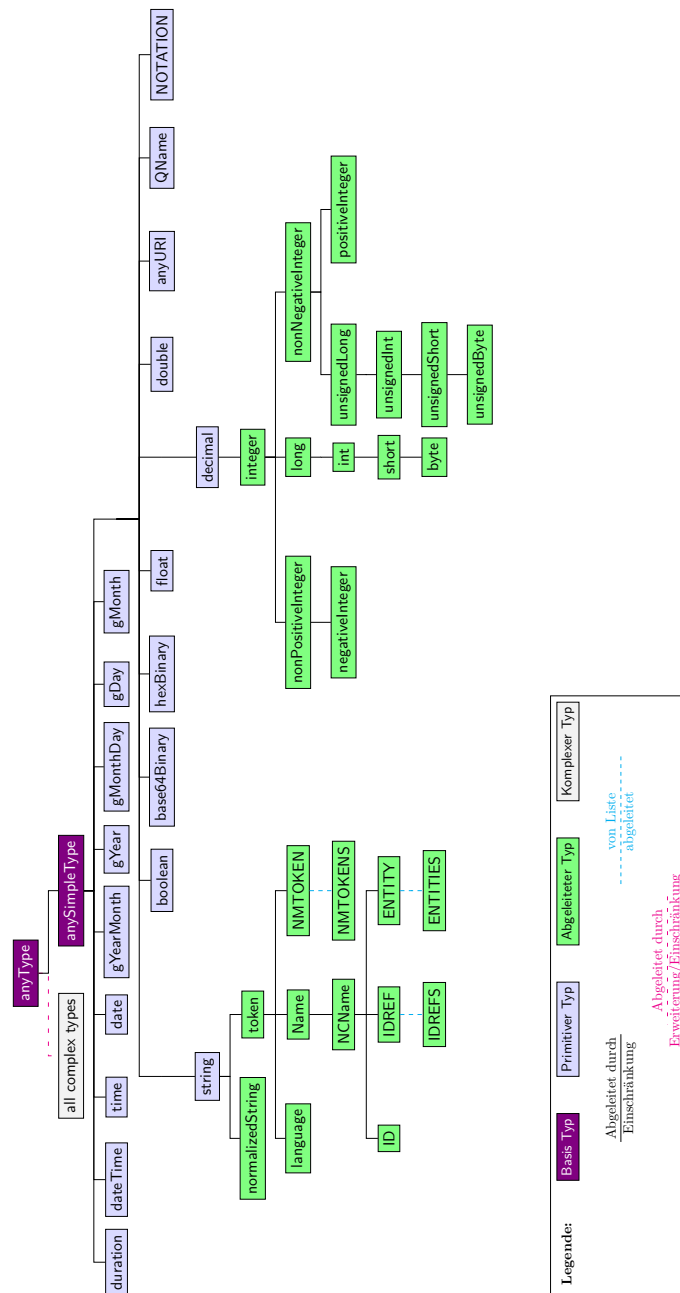 anyType
all complex types
anySimpleType
duration
dateTime
time
date
gYearMonth
gYear
gMonthDay
gDay
gMonth
boolean
base64Binary
hexBinary
float
double
anyURI
QName
NOTATION
string
decimal
normalizedString
token
integer
language
Name
NMTOKEN
nonPositiveInteger
long
nonNegativeInteger
NCName
NMTOKENS
negativeInteger
int
unsignedLong
positiveInteger
ID
IDREF
ENTITY
short
unsignedInt
IDREFS
ENTITIES
byte
unsignedShort
unsignedByte
Legende:
Basis Typ
Primitiver Typ
Abgeleiteter Typ
Komplexer Typ
Abgeleitet durch
Einschränkung
von Liste
abgeleitet
Abgeleitet durch
Erweiterung/Einschränkung